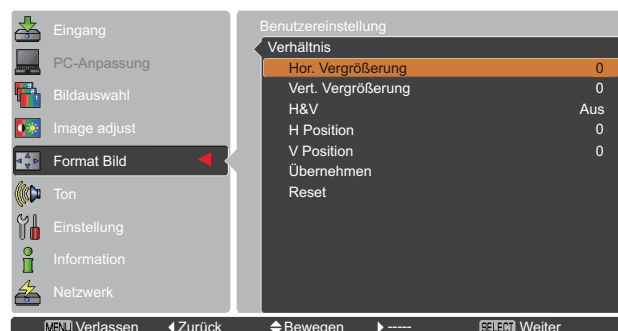 Eingang
PC-Anpassung
Bildauswahl
Image adjust
Format Bild
Ton
Einstellung
Information
Netzwerk
Benutzereinstellung
Verhältnis
Hor. Vergrößerung 0
Vert. Vergrößerung 0
H&V Aus
H Position 0
V Position 0
Übernehmen
Reset
MENU Verlassen Zurück Bewegen ----- SELECT Weiter